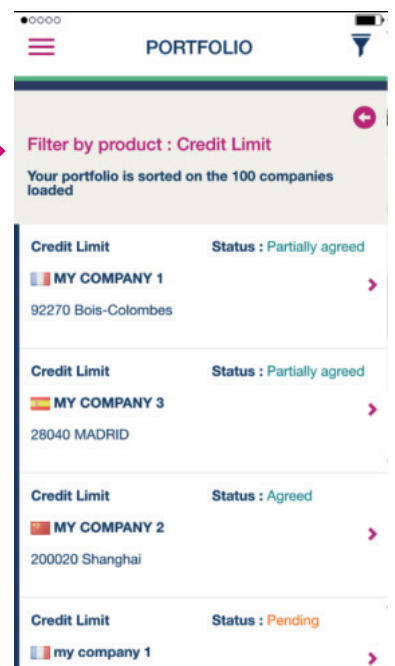 PORTFOLIO
Filter by product : Credit Limit
Your portfolio is sorted on the 100 companies
loaded
Credit Limit Status : Partially agreed
MY COMPANY 1
92270 Bois-Colombes
Credit Limit Status : Partially agreed
MY COMPANY 3
28040 MADRID
Credit Limit Status : Agreed
MY COMPANY 2
200020 Shanghai
Credit Limit Status : Pending
my company 1